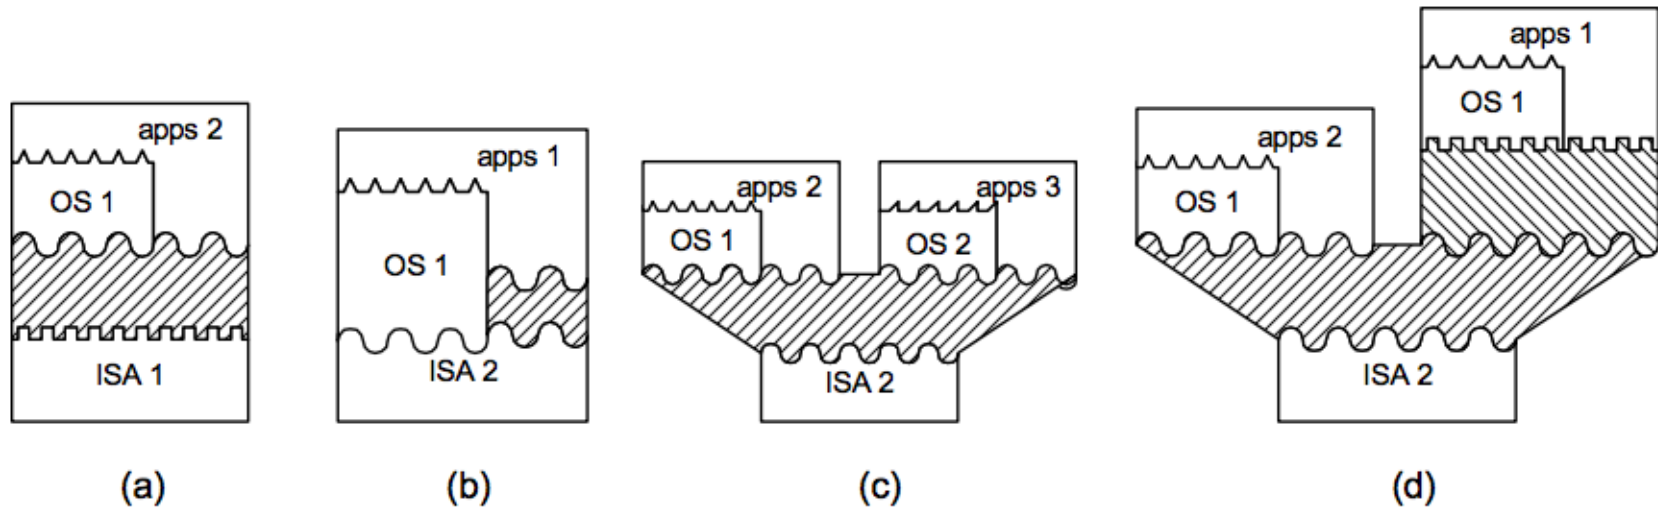 apps 2
OS 1
ISA 1
(a)
apps 1
OS 1
ISA 2
(b)
apps 2
apps 3
OS 1
OS 2
ISA 2
(c)
apps 1
OS 1
apps 2
OS 1
ISA 2
(d)